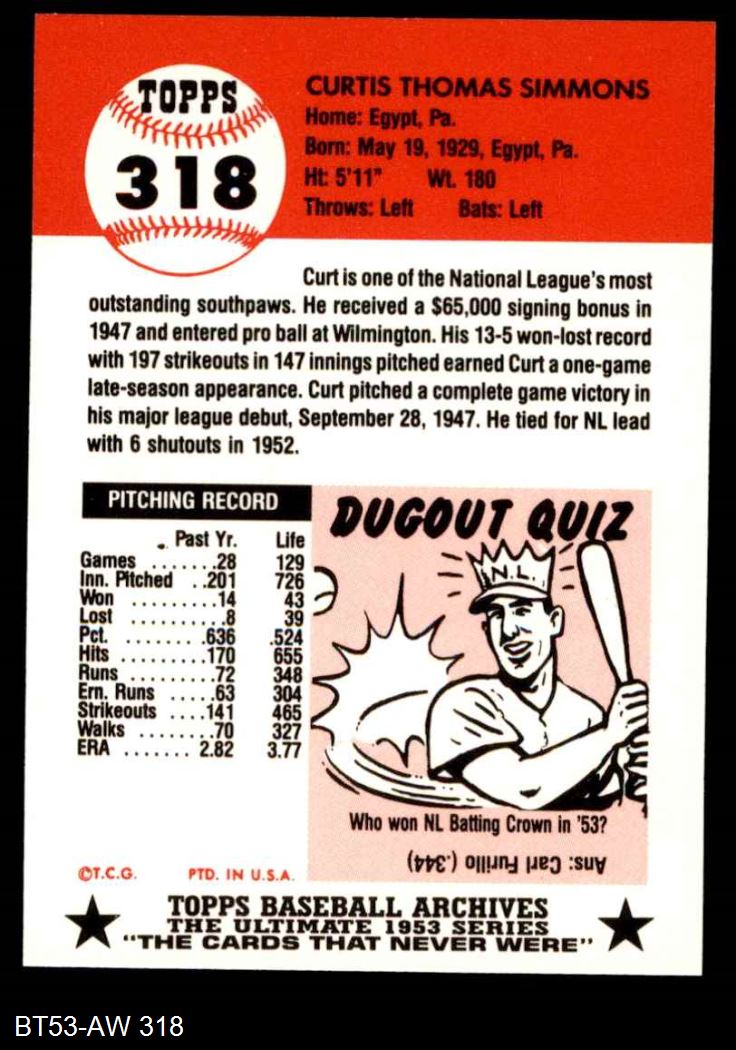 TOPPS
318
CURTIS THOMAS SIMMONS
Home: Egypt, Pa.
Born: May 19, 1929, Egypt, Pa.
Ht: 5'11" Wt. 180
Throws: Left Bats: Left
Curt is one of the National League's most
outstanding southpaws. He received a $65,000 signing bonus in
1947 and entered pro ball at Wilmington. His 13-5 won-lost record
with 197 strikeouts in 147 innings pitched earned Curt a one-game
late-season appearance. Curt pitched a complete game victory in
his major league debut, September 28, 1947. He tied for NL lead
with 6 shutouts in 1952.
PITCHING RECORD
Past Yr. Life
Games .......28 129
Inn. Pitched ..201 726
Won .........14 43
Lost ..........8 39
Pct. ........636 .524
Hits ........170 655
Runs ........72 348
Ern. Runs .....63 304
Strikeouts ....141 465
Walks .......70 327
ERA ....... 2.82 3.77
DUGOUT QUIZ
N.L.
Who won NL Batting Crown in '53?
Ans: Carl Furillo (.344)
©T.C.G. PTD. IN U.S.A.
TOPPS BASEBALL ARCHIVES
THE ULTIMATE 1953 SERIES
"THE CARDS THAT NEVER WERE"
BT53-AW 318